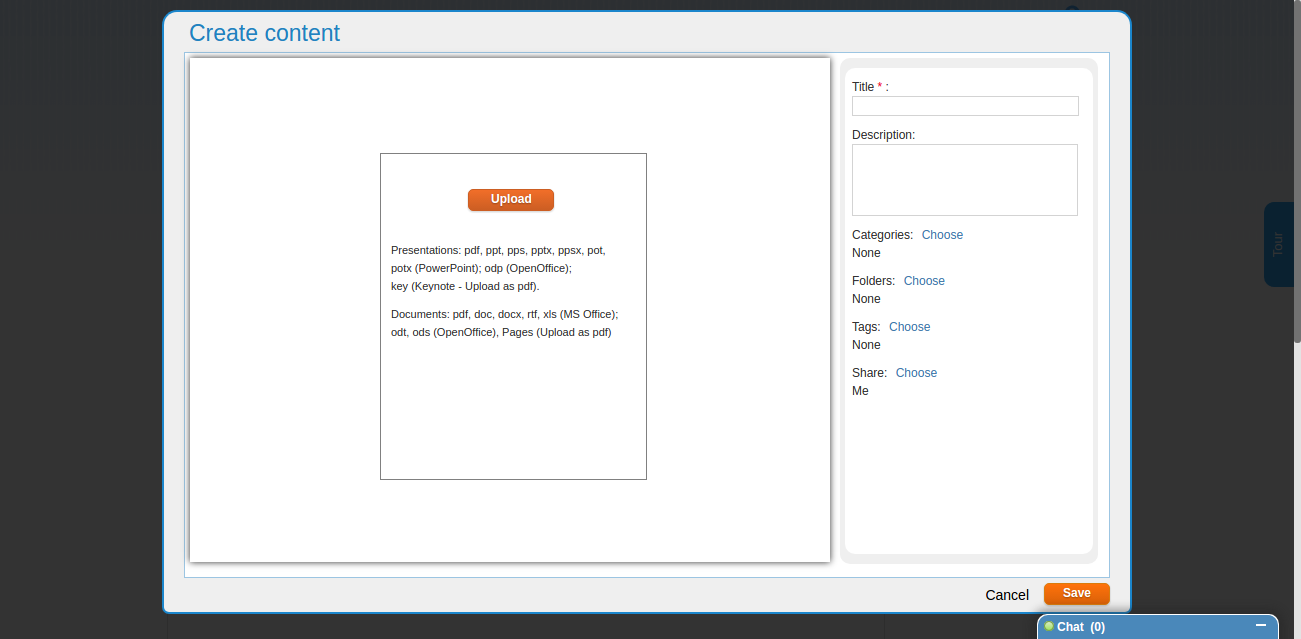 Create content
Upload
Presentations: pdf, ppt, pps, pptx, ppsx, pot,
potx (PowerPoint); odp (OpenOffice);
key (Keynote - Upload as pdf).
Documents: pdf, doc, docx, rtf, xls (MS Office);
odt, ods (OpenOffice), Pages (Upload as pdf)
Title * :
Description:
Categories: Choose
None
Folders: Choose
None
Tags: Choose
None
Share: Choose
Me
Tour
Cancel
Save
Chat (0)